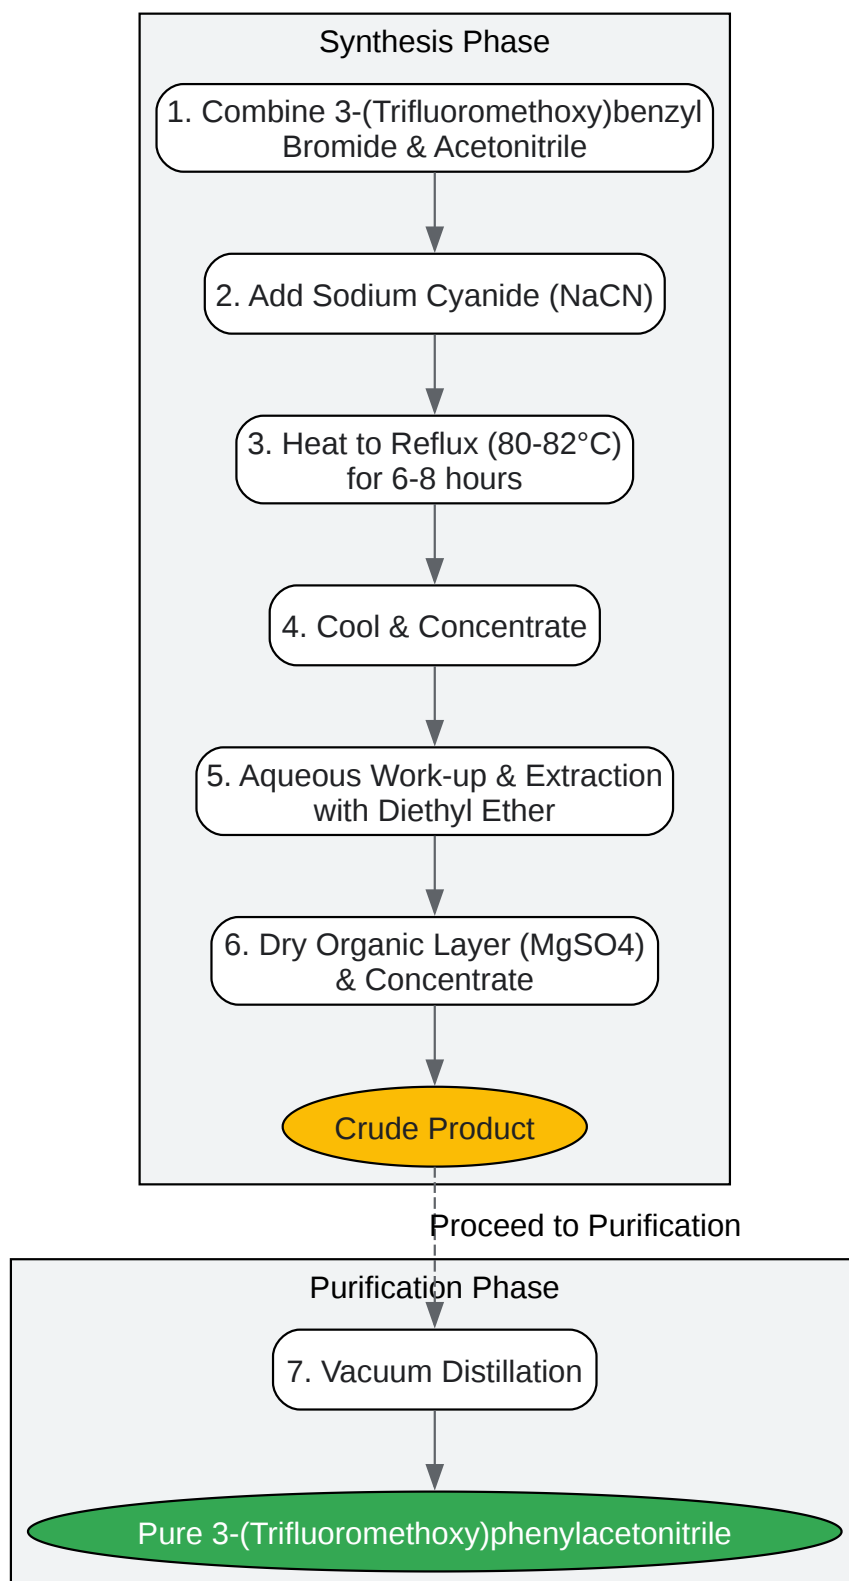 Synthesis Phase
1. Combine 3-(Trifluoromethoxy)benzyl
Bromide & Acetonitrile
2. Add Sodium Cyanide (NaCN)
3. Heat to Reflux (80-82°C)
for 6-8 hours
4. Cool & Concentrate
5. Aqueous Work-up & Extraction
with Diethyl Ether
6. Dry Organic Layer (MgSO4)
& Concentrate
Crude Product
Proceed to Purification
Purification Phase
7. Vacuum Distillation
Pure 3-(Trifluoromethoxy)phenylacetonitrile